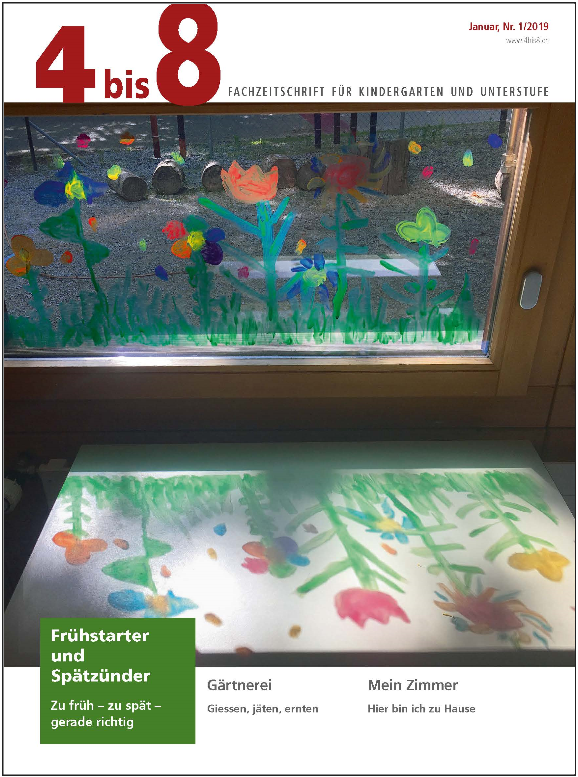 4 bis 8
Januar, Nr. 1/2019
www.4bis8.ch
FACHZEITSCHRIFT FÜR KINDERGARTEN UND UNTERSTUFE
Frühstarter
und
Spätzünder
Zu früh – zu spät –
gerade richtig
Gärtnerei
Giessen, jäten, ernten
Mein Zimmer
Hier bin ich zu Hause